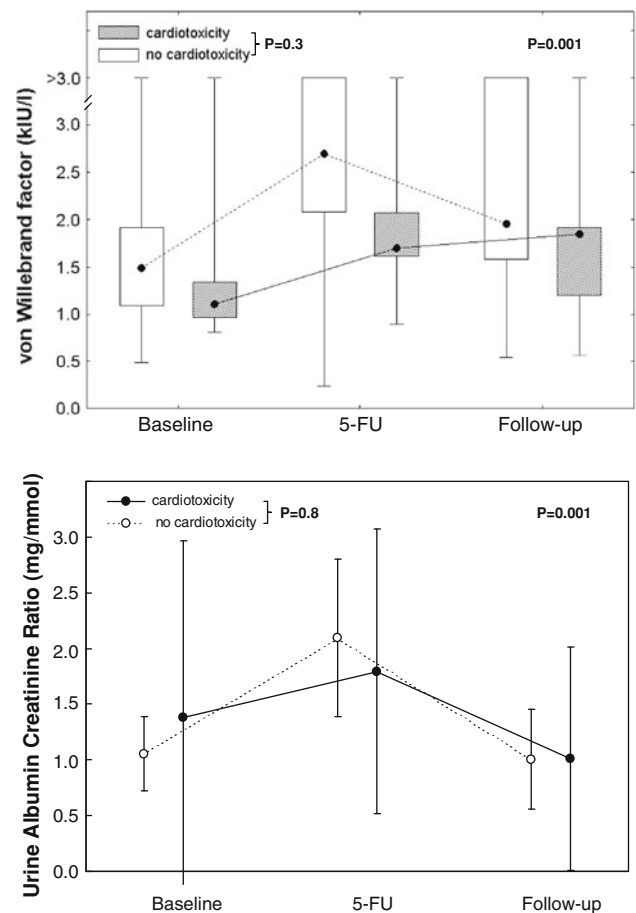 cardiotoxicity
no cardiotoxicity
P=0.3
P=0.001
von Willebrand factor (kIU/l)
>3.0
3.0
2.5
2.0
1.5
1.0
0.5
0.0
Baseline 5-FU Follow-up
cardiotoxicity
no cardiotoxicity
P=0.8
P=0.001
Urine Albumin Creatinine Ratio (mg/mmol)
3.0
2.5
2.0
1.5
1.0
0.5
0.0
Baseline 5-FU Follow-up